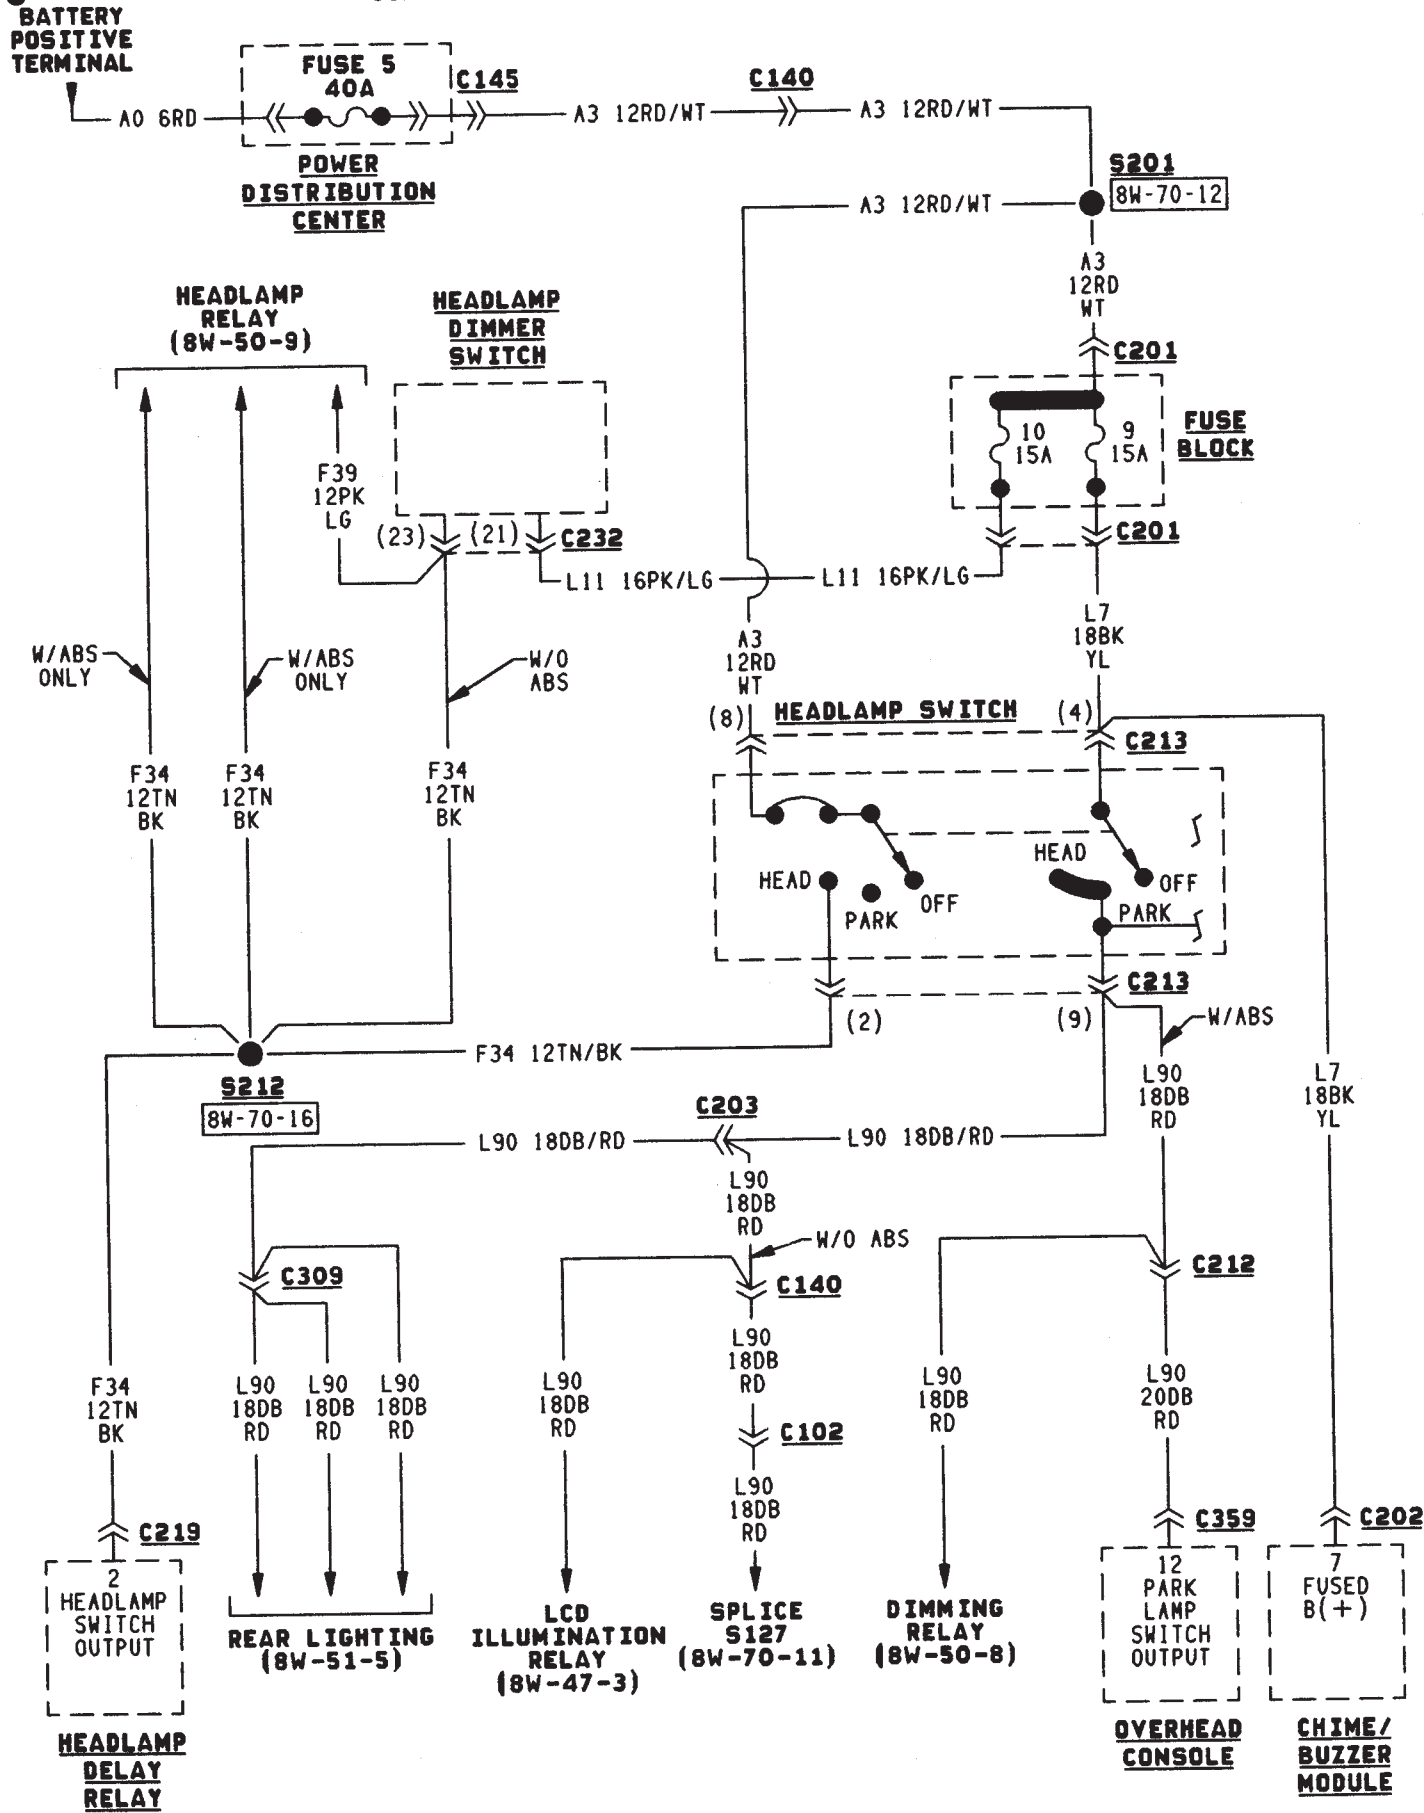 BATTERY
POSITIVE
TERMINAL
A0 6RD
FUSE 5
40A
C145
A3 12RD/WT
C140
A3 12RD/WT
POWER
DISTRIBUTION
CENTER
S201
8W-70-12
A3 12RD/WT
A3
12RD
WT
C201
HEADLAMP
RELAY
(8W-50-9)
HEADLAMP
DIMMER
SWITCH
10
15A
9
15A
FUSE
BLOCK
F39
12PK
LG
(23)
(21)
C232
C201
L11 16PK/LG
L11 16PK/LG
W/ABS
ONLY
W/ABS
ONLY
W/O
ABS
A3
12RD
WT
L7
18BK
YL
(8)
HEADLAMP SWITCH
(4)
C213
F34
12TN
BK
F34
12TN
BK
F34
12TN
BK
HEAD
PARK
OFF
HEAD
OFF
PARK
C213
(2)
(9)
W/ABS
F34 12TN/BK
S212
8W-70-16
L90
18DB
RD
L7
18BK
YL
C203
L90 18DB/RD
L90 18DB/RD
L90
18DB
RD
W/O ABS
C309
C140
C212
L90
18DB
RD
F34
12TN
BK
L90
18DB
RD
L90
18DB
RD
L90
18DB
RD
L90
18DB
RD
L90
18DB
RD
L90
20DB
RD
C102
L90
18DB
RD
C219
C359
C202
2
HEADLAMP
SWITCH
OUTPUT
REAR LIGHTING
(8W-51-5)
LCD
ILLUMINATION
RELAY
(8W-47-3)
SPLICE
S127
(8W-70-11)
DIMMING
RELAY
(8W-50-8)
12
PARK
LAMP
SWITCH
OUTPUT
7
FUSED
B(+)
HEADLAMP
DELAY
RELAY
OVERHEAD
CONSOLE
CHIME/
BUZZER
MODULE